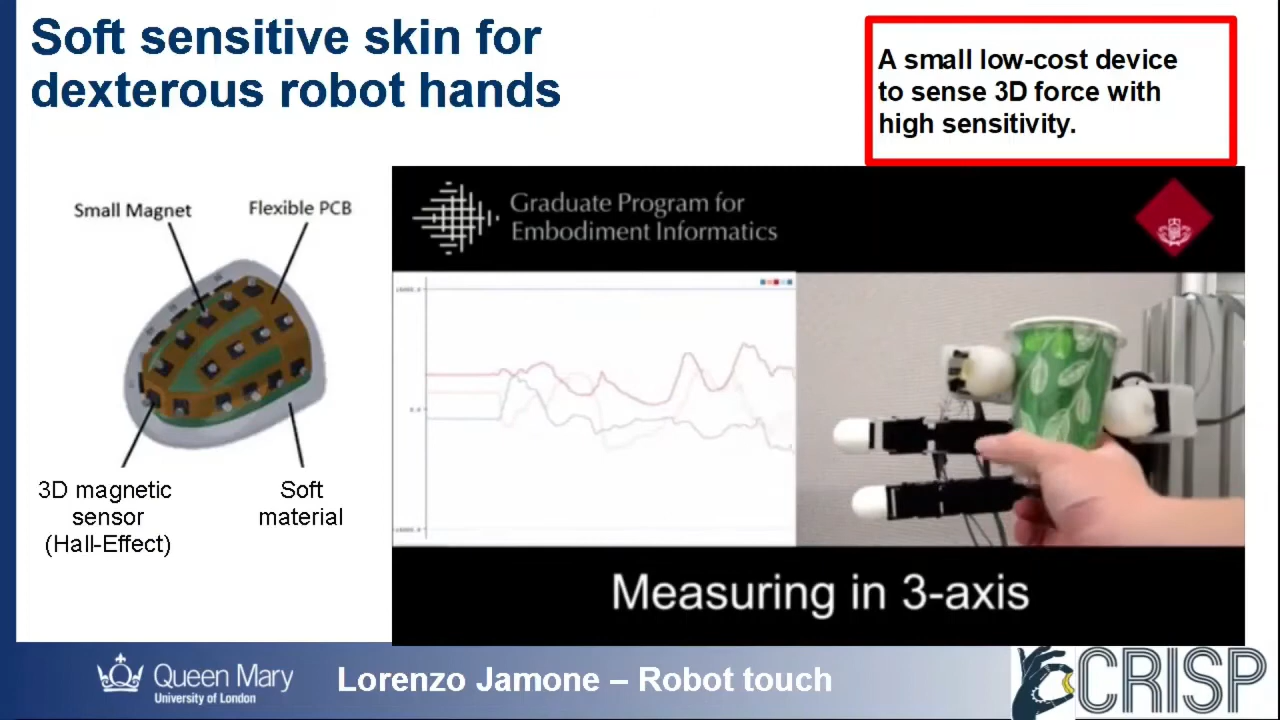 Soft sensitive skin for
dexterous robot hands
A small low-cost device
to sense 3D force with
high sensitivity.
Small Magnet
Flexible PCB
3D magnetic
sensor
(Hall-Effect)
Soft
material
Graduate Program for
Embodiment Informatics
0.0
Measuring in 3-axis
Queen Mary
University of London
Lorenzo Jamone – Robot touch
CRISP